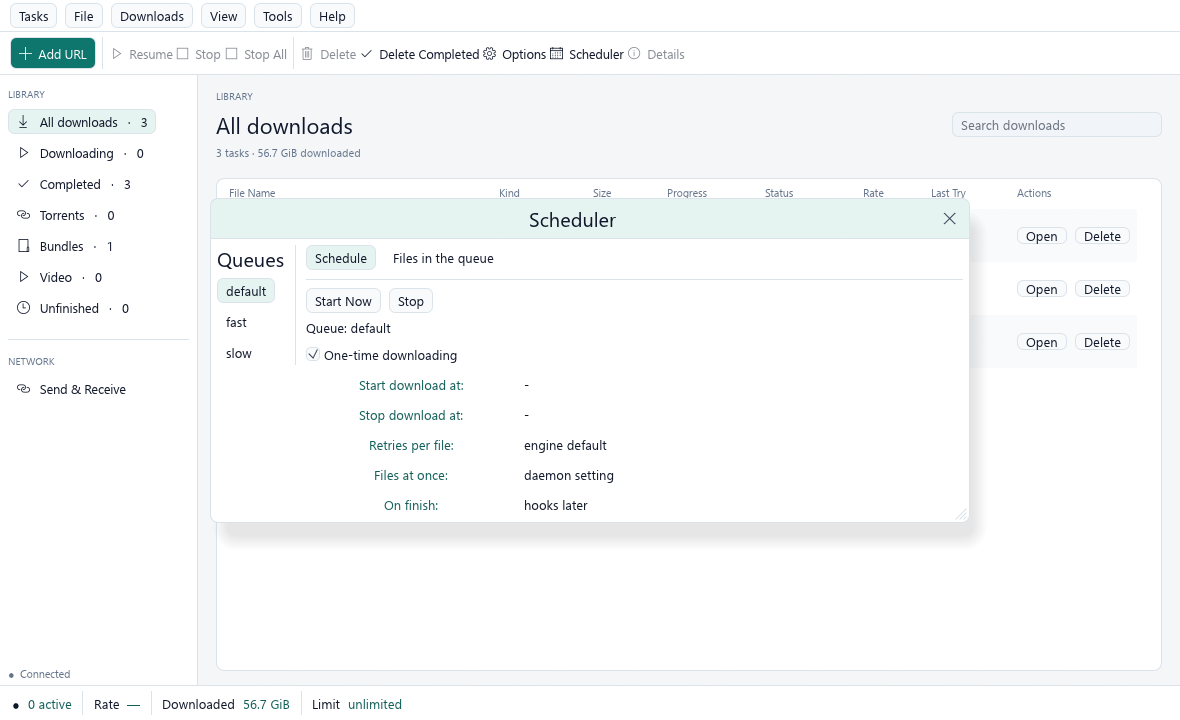 Tasks File Downloads View Tools Help
Add URL Resume Stop Stop All Delete Delete Completed Options Scheduler Details
LIBRARY
All downloads · 3
Downloading · 0
Completed · 3
Torrents · 0
Bundles · 1
Video · 0
Unfinished · 0
NETWORK
Send & Receive
Connected
LIBRARY
All downloads
Search downloads
3 tasks · 56.7 GiB downloaded
File Name Kind Size Progress Status Rate Last Try Actions
Open Delete
Open Delete
Open Delete
Scheduler
Queues
default
fast
slow
Schedule Files in the queue
Start Now Stop
Queue: default
One-time downloading
Start download at: -
Stop download at: -
Retries per file: engine default
Files at once: daemon setting
On finish: hooks later
0 active Rate — Downloaded 56.7 GiB Limit unlimited